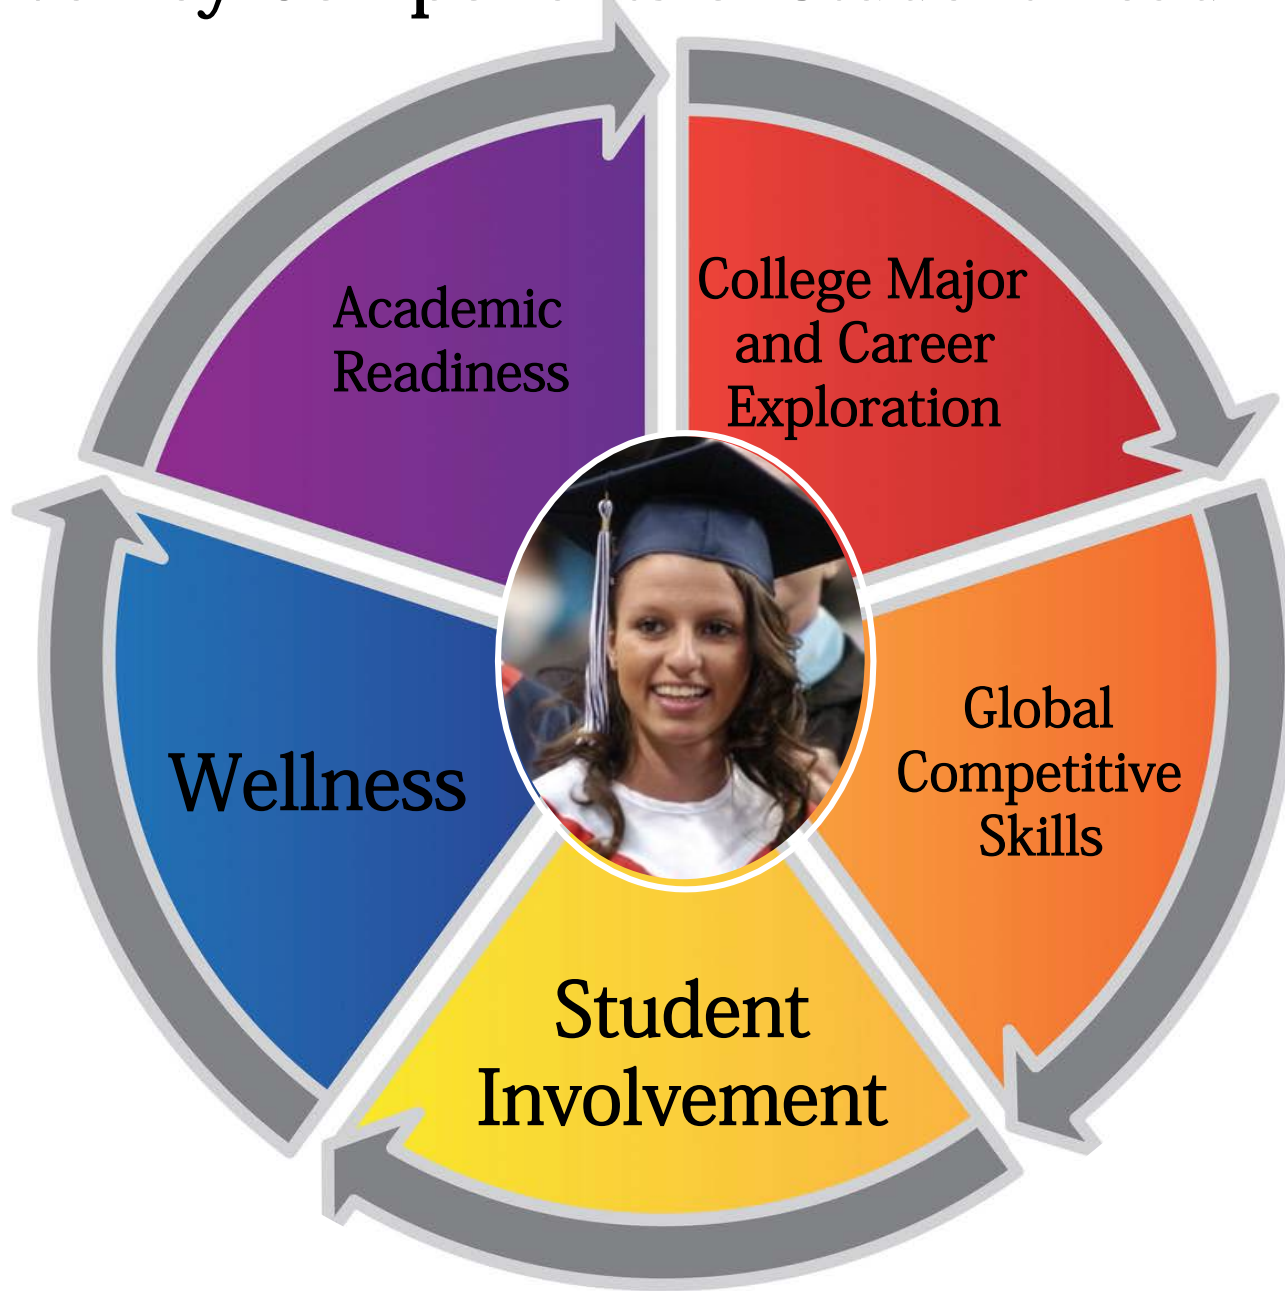 College Major
and Career
Exploration
Academic
Readiness
Global
Competitive
Skills
Wellness
Student
Involvement